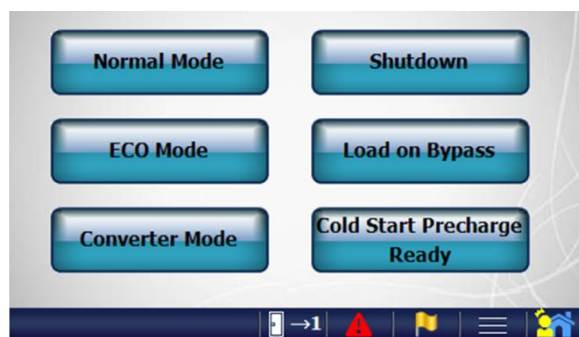 Normal Mode
Shutdown
ECO Mode
Load on Bypass
Converter Mode
Cold Start Precharge
Ready
→1